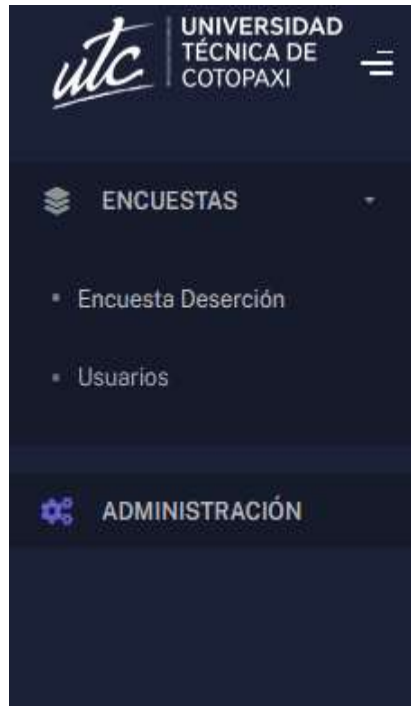 utc
UNIVERSIDAD
TÉCNICA DE
COTOPAXI
ENCUESTAS
Encuesta Deserción
Usuarios
ADMINISTRACIÓN